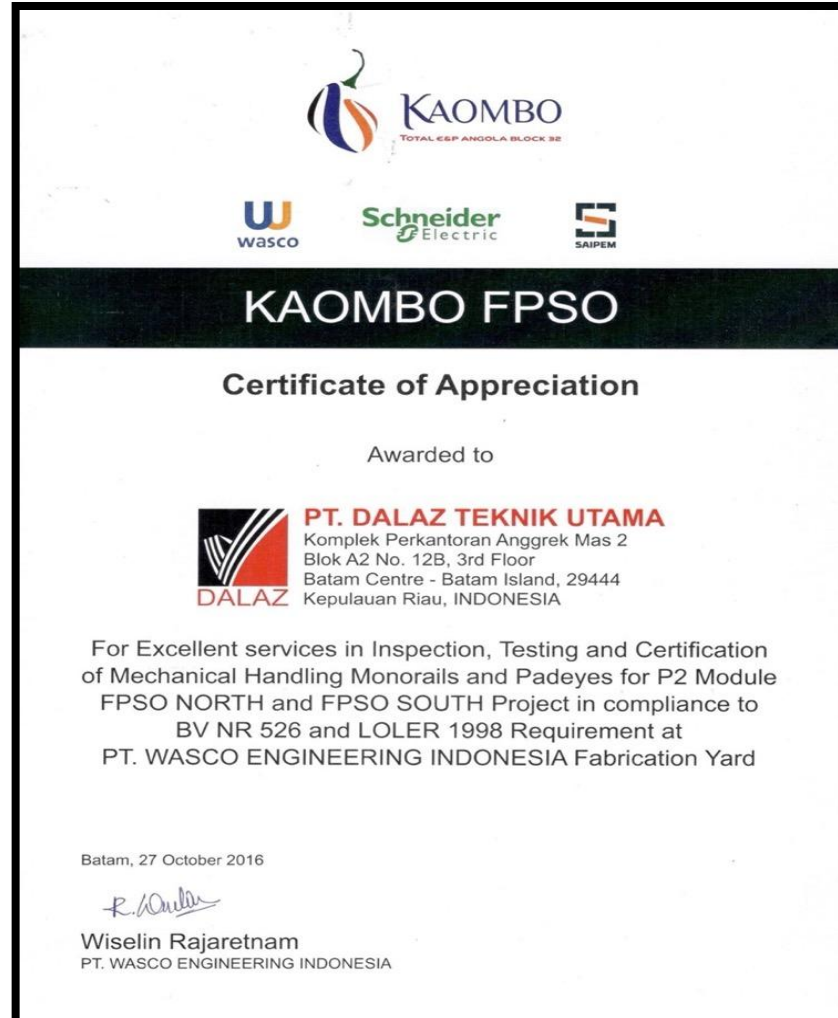 KAOMBO
TOTAL E&P ANGOLA BLOCK 32
wasco
Schneider
Electric
SAIPEM
KAOMBO FPSO
Certificate of Appreciation
Awarded to
PT. DALAZ TEKNIK UTAMA
Komplek Perkantoran Anggrek Mas 2
Blok A2 No. 12B, 3rd Floor
Batam Centre - Batam Island, 29444
Kepulauan Riau, INDONESIA
DALAZ
For Excellent services in Inspection, Testing and Certification
of Mechanical Handling Monorails and Padeyes for P2 Module
FPSO NORTH and FPSO SOUTH Project in compliance to
BV NR 526 and LOLER 1998 Requirement at
PT. WASCO ENGINEERING INDONESIA Fabrication Yard
Batam, 27 October 2016
Wiselin Rajaretnam
PT. WASCO ENGINEERING INDONESIA